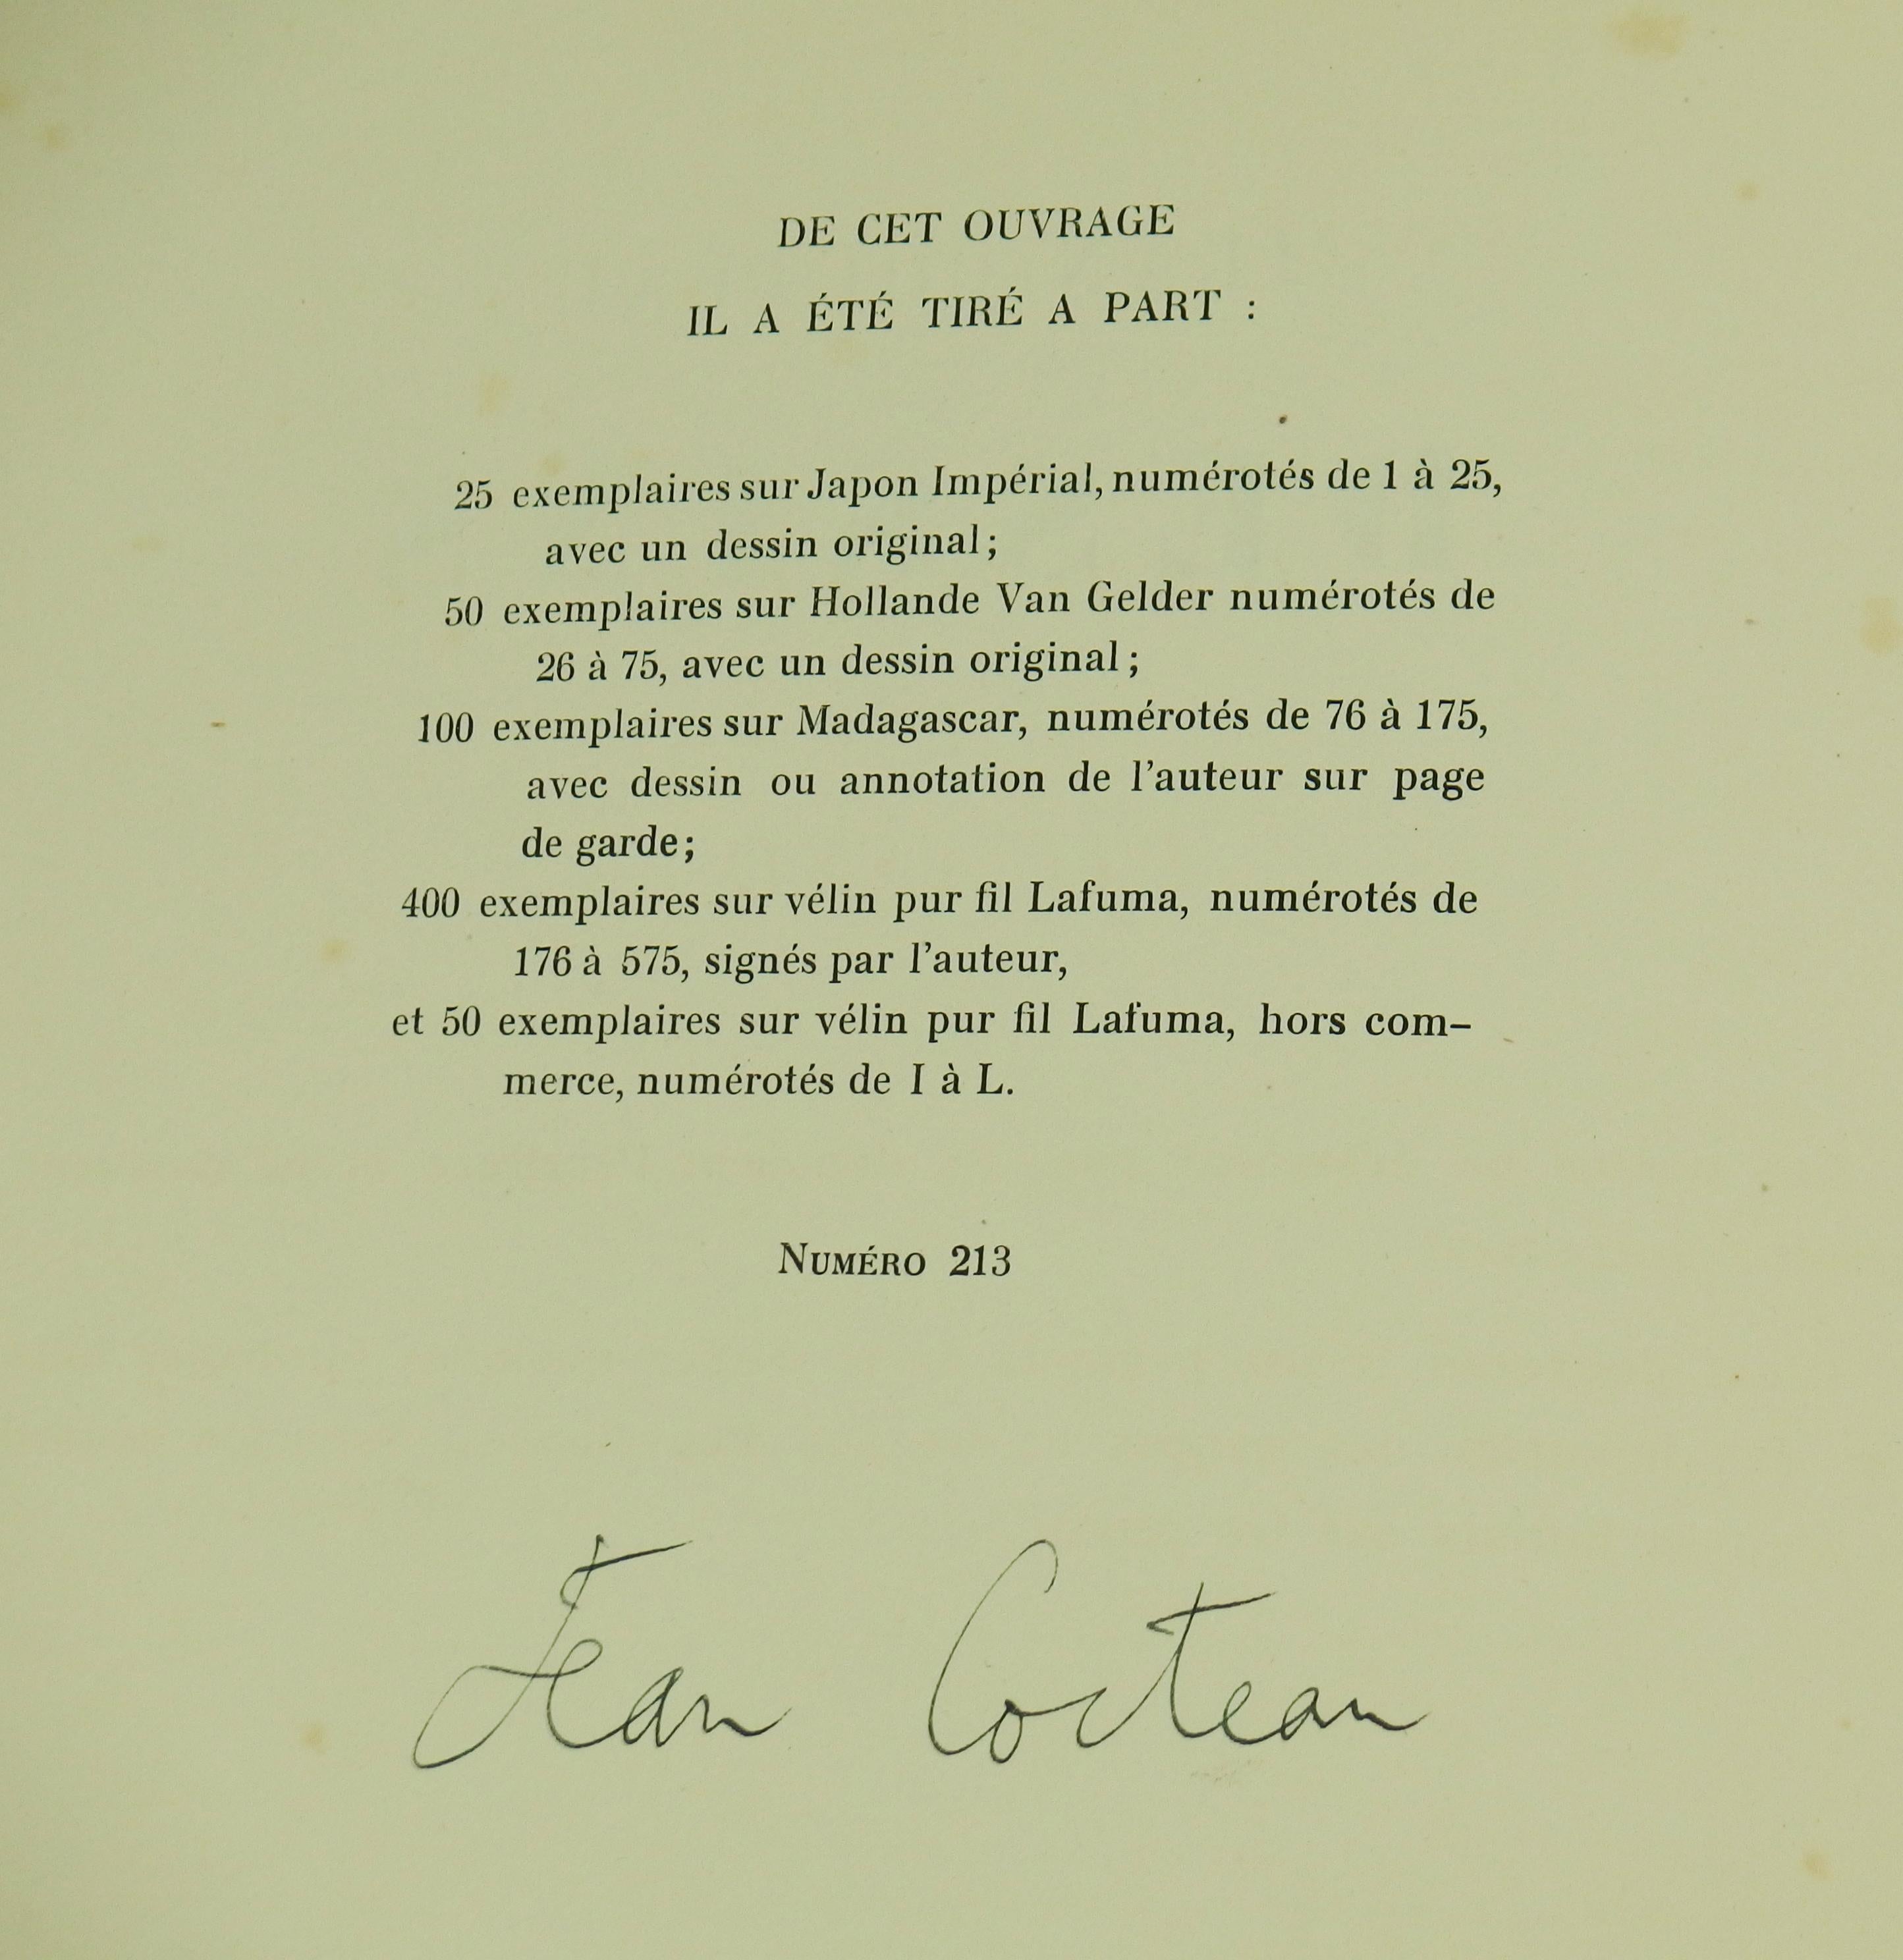 DE CET OUVRAGE
IL A ÉTÉ TIRÉ A PART :
25 exemplaires sur Japon Impérial, numérotés de 1 à 25,
avec un dessin original;
50 exemplaires sur Hollande Van Gelder numérotés de
26 à 75, avec un dessin original;
100 exemplaires sur Madagascar, numérotés de 76 à 175,
avec dessin ou annotation de l'auteur sur page
de garde;
400 exemplaires sur vélin pur fil Lafuma, numérotés de
176 à 575, signés par l'auteur,
et 50 exemplaires sur vélin pur fil Lafuma, hors com-
merce, numérotés de I à L.
NUMÉRO 213
Jean Cocteau